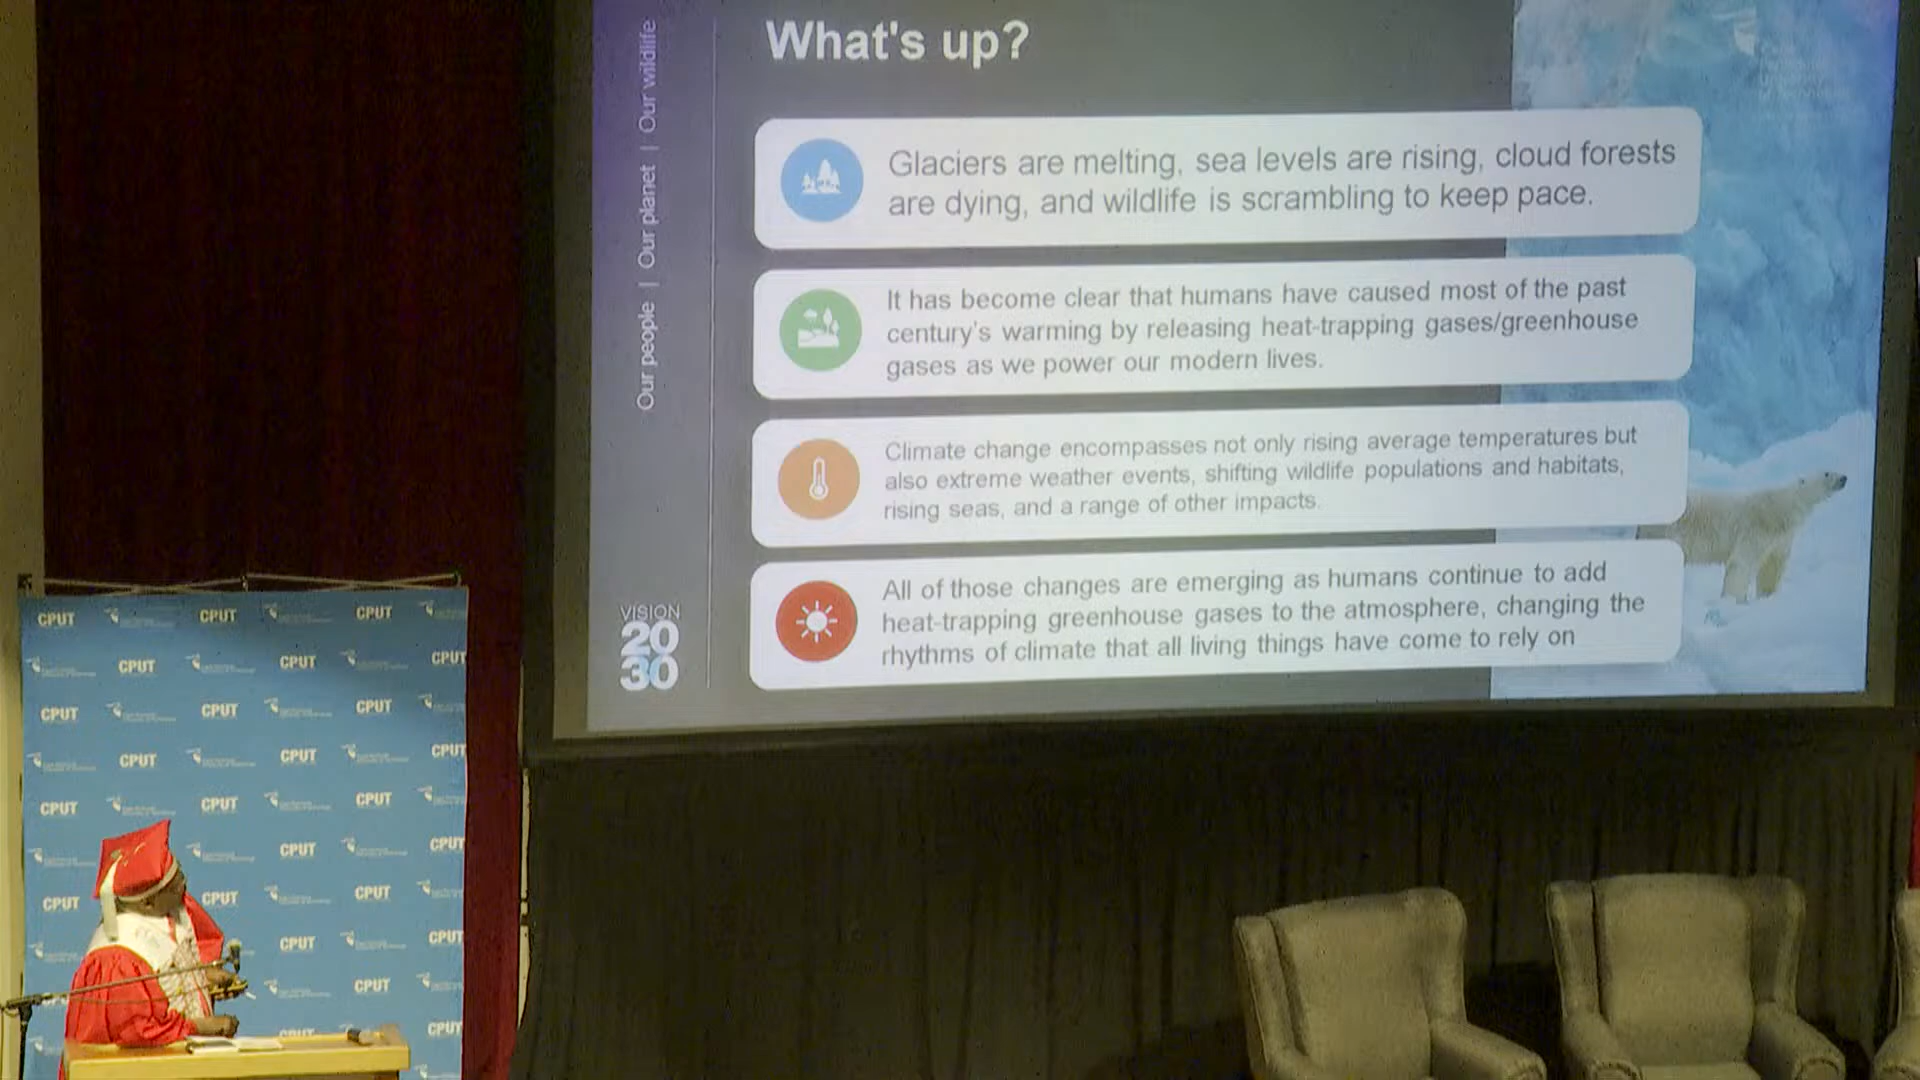 What's up?
Our people | Our planet | Our wildlife
Glaciers are melting, sea levels are rising, cloud forests
are dying, and wildlife is scrambling to keep pace.
It has become clear that humans have caused most of the past
century's warming by releasing heat-trapping gases/greenhouse
gases as we power our modern lives.
Climate change encompasses not only rising average temperatures but
also extreme weather events, shifting wildlife populations and habitats,
rising seas, and a range of other impacts.
All of those changes are emerging as humans continue to add
heat-trapping greenhouse gases to the atmosphere, changing the
rhythms of climate that all living things have come to rely on
VISION
20
30
CPUT CPUT CPUT
CPUT CPUT CPUT
CPUT CPUT CPUT
CPUT CPUT CPUT
CPUT CPUT CPUT
CPUT CPUT
CPUT CPUT CPUT
CPUT CPUT
CPUT
CPUT CPUT